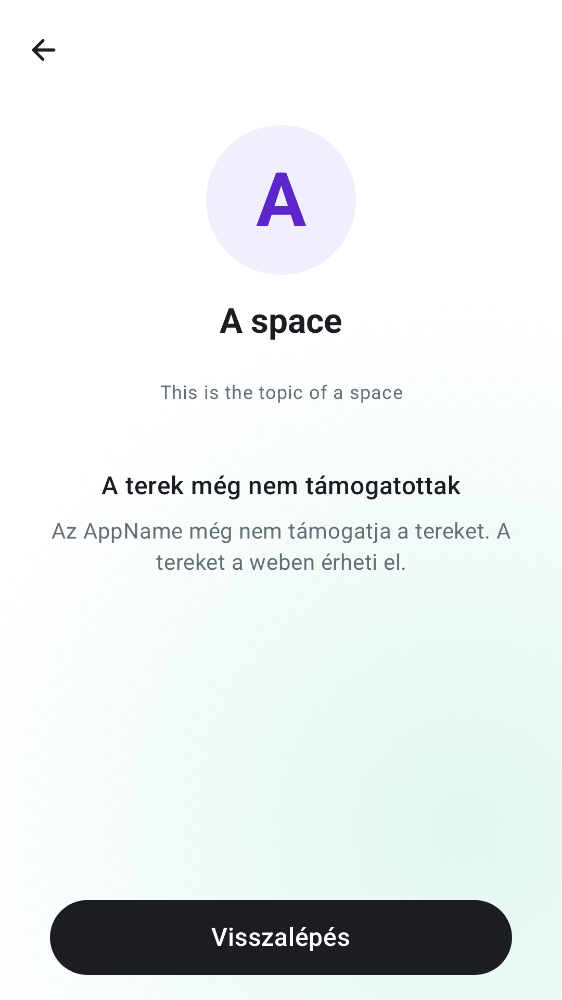 A
A space
This is the topic of a space
A terek még nem támogatottak
Az AppName még nem támogatja a tereket. A
tereket a weben érheti el.
Visszalépés